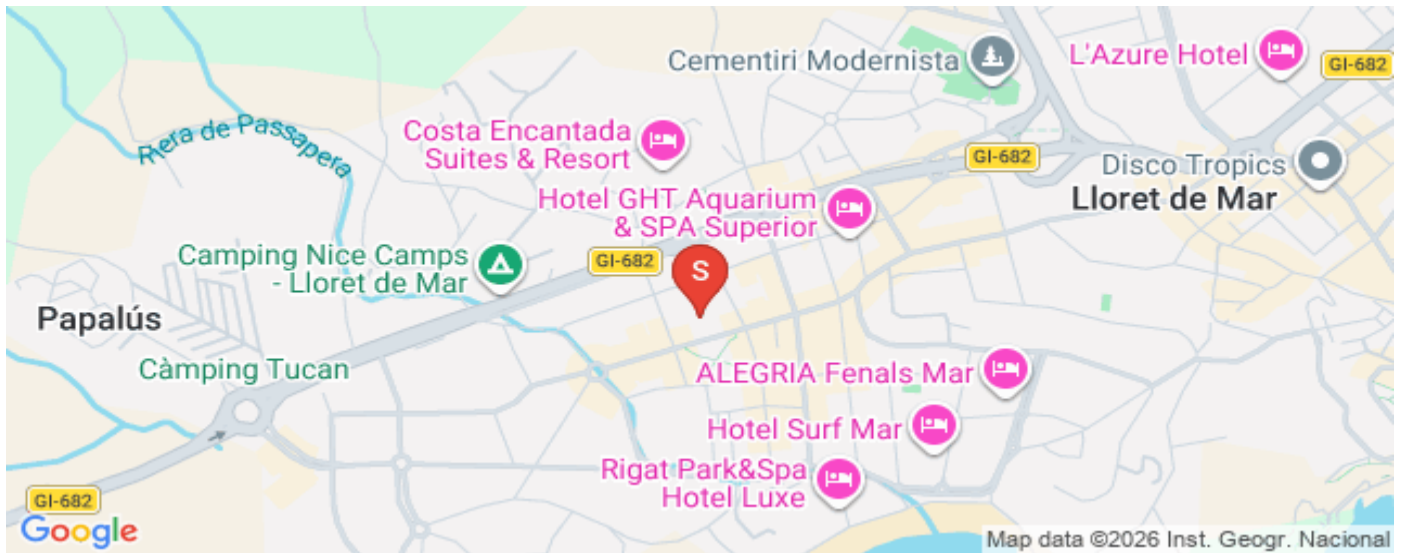 Cementiri Modernista
L'Azure Hotel
GI-682
Riera de Passapera
Costa Encantada
Suites & Resort
GI-682
Disco Tropics
Lloret de Mar
Hotel GHT Aquarium
& SPA Superior
Camping Nice Camps
- Lloret de Mar
GI-682
S
Papalús
Càmping Tucan
ALEGRIA Fenals Mar
Hotel Surf Mar
Rigat Park&Spa
Hotel Luxe
GI-682
Google
Map data ©2026 Inst. Geogr. Nacional